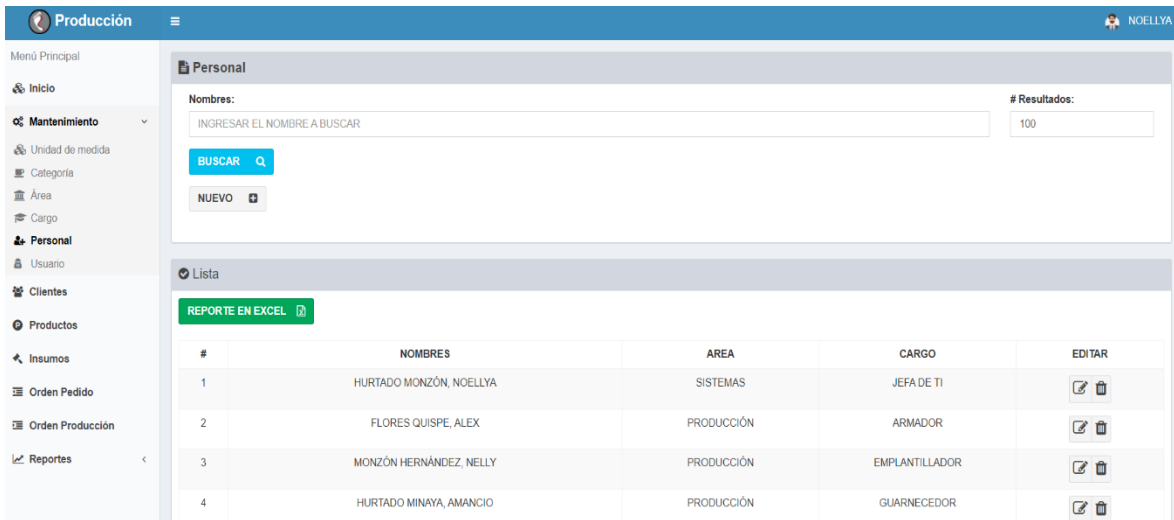 Producción
NOELLYA
Menú Principal
Inicio
Mantenimiento
Unidad de medida
Categoría
Área
Cargo
Personal
Usuario
Clientes
Productos
Insumos
Orden Pedido
Orden Producción
Reportes
Personal
Nombres: # Resultados:
INGRESAR EL NOMBRE A BUSCAR 100
BUSCAR
NUEVO
Lista
REPORTE EN EXCEL
# NOMBRES AREA CARGO EDITAR
1 HURTADO MONZÓN, NOELLYA SISTEMAS JEFA DE TI
2 FLORES QUISPE, ALEX PRODUCCIÓN ARMADOR
3 MONZÓN HERNÁNDEZ, NELLY PRODUCCIÓN EMPLANTILLADOR
4 HURTADO MINAYA, AMANCIO PRODUCCIÓN GUARNECEDOR